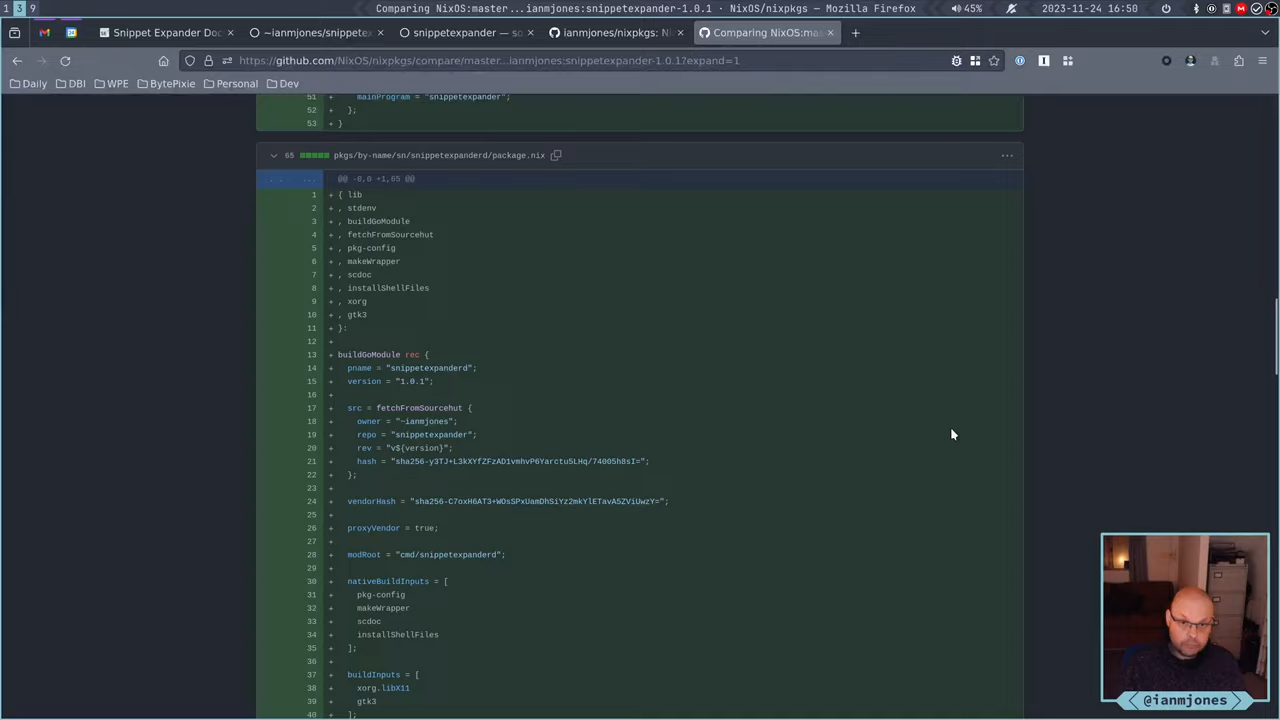 1 3 9 Comparing NixOS:master...ianmjones:snippetexpander-1.0.1 · NixOS/nixpkgs — Mozilla Firefox 45% 2023-11-24 16:50
Snippet Expander Doc ~ianmjones/snippetex snippetexpander — so ianmjones/nixpkgs: Ni Comparing NixOS:mas
https://github.com/NixOS/nixpkgs/compare/master...ianmjones:snippetexpander-1.0.1?expand=1
Daily DBI WPE BytePixie Personal Dev
51 + mainProgram = "snippetexpander";
52 + };
53 + }
65 pkgs/by-name/sn/snippetexpanderd/package.nix
@@ -0,0 +1,65 @@
1 + { lib
2 + , stdenv
3 + , buildGoModule
4 + , fetchFromSourcehut
5 + , pkg-config
6 + , makeWrapper
7 + , scdoc
8 + , installShellFiles
9 + , xorg
10 + , gtk3
11 + }:
12 +
13 + buildGoModule rec {
14 + pname = "snippetexpanderd";
15 + version = "1.0.1";
16 +
17 + src = fetchFromSourcehut {
18 + owner = "~ianmjones";
19 + repo = "snippetexpander";
20 + rev = "v${version}";
21 + hash = "sha256-y3TJ+L3kXYfZFzAD1vmhvP6Yarctu5LHq/74005h8sI=";
22 + };
23 +
24 + vendorHash = "sha256-C7oxH6AT3+WOsSPxUamDhSiYz2mkYlETavA5ZViUwzY=";
25 +
26 + proxyVendor = true;
27 +
28 + modRoot = "cmd/snippetexpanderd";
29 +
30 + nativeBuildInputs = [
31 + pkg-config
32 + makeWrapper
33 + scdoc
34 + installShellFiles
35 + ];
36 +
37 + buildInputs = [
38 + xorg.libX11
39 + gtk3
40 + ];
@ianmjones